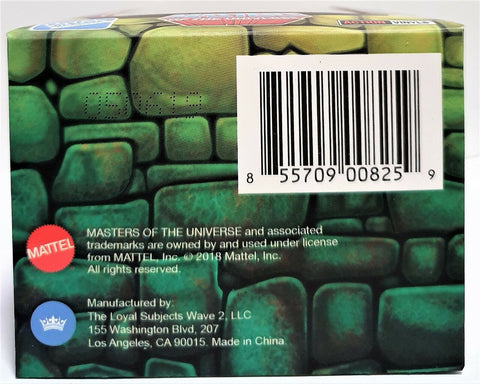 8 55709 00825 9
MATTEL
MASTERS OF THE UNIVERSE and associated
trademarks are owned by and used under license
from MATTEL, Inc. © 2018 Mattel, Inc.
All rights reserved.
Manufactured by:
The Loyal Subjects Wave 2, LLC
155 Washington Blvd, 207
Los Angeles, CA 90015. Made in China